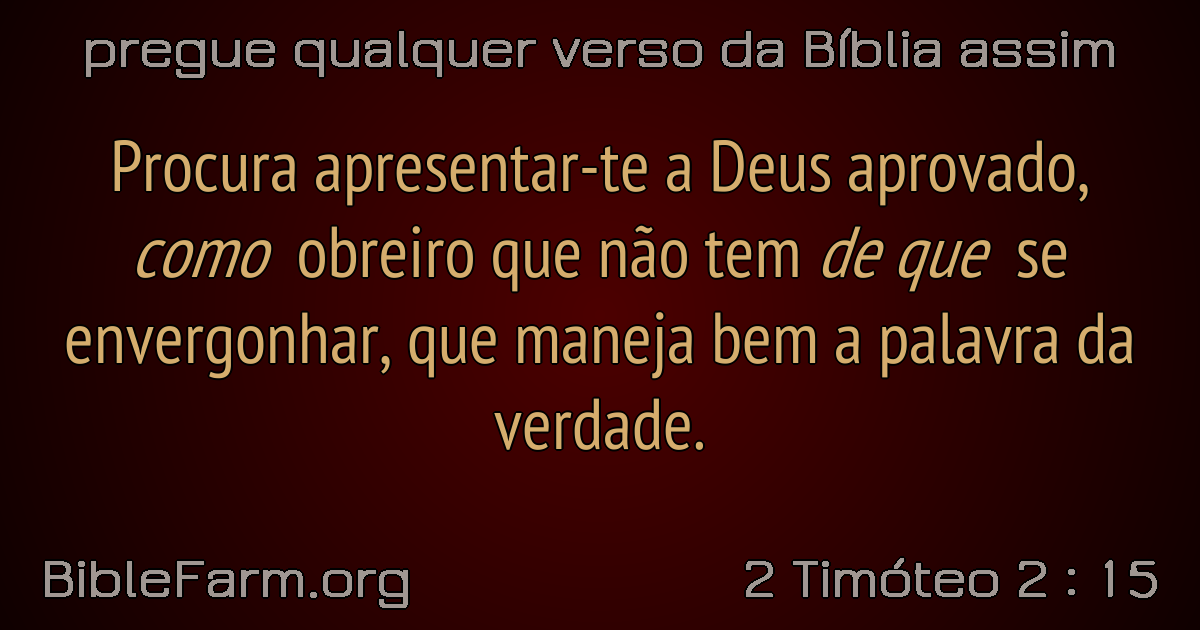 pregue qualquer verso da Bíblia assim
Procura apresentar-te a Deus aprovado,
como obreiro que não tem de que se
envergonhar, que maneja bem a palavra da
verdade.
BibleFarm.org
2 Timóteo 2 : 15